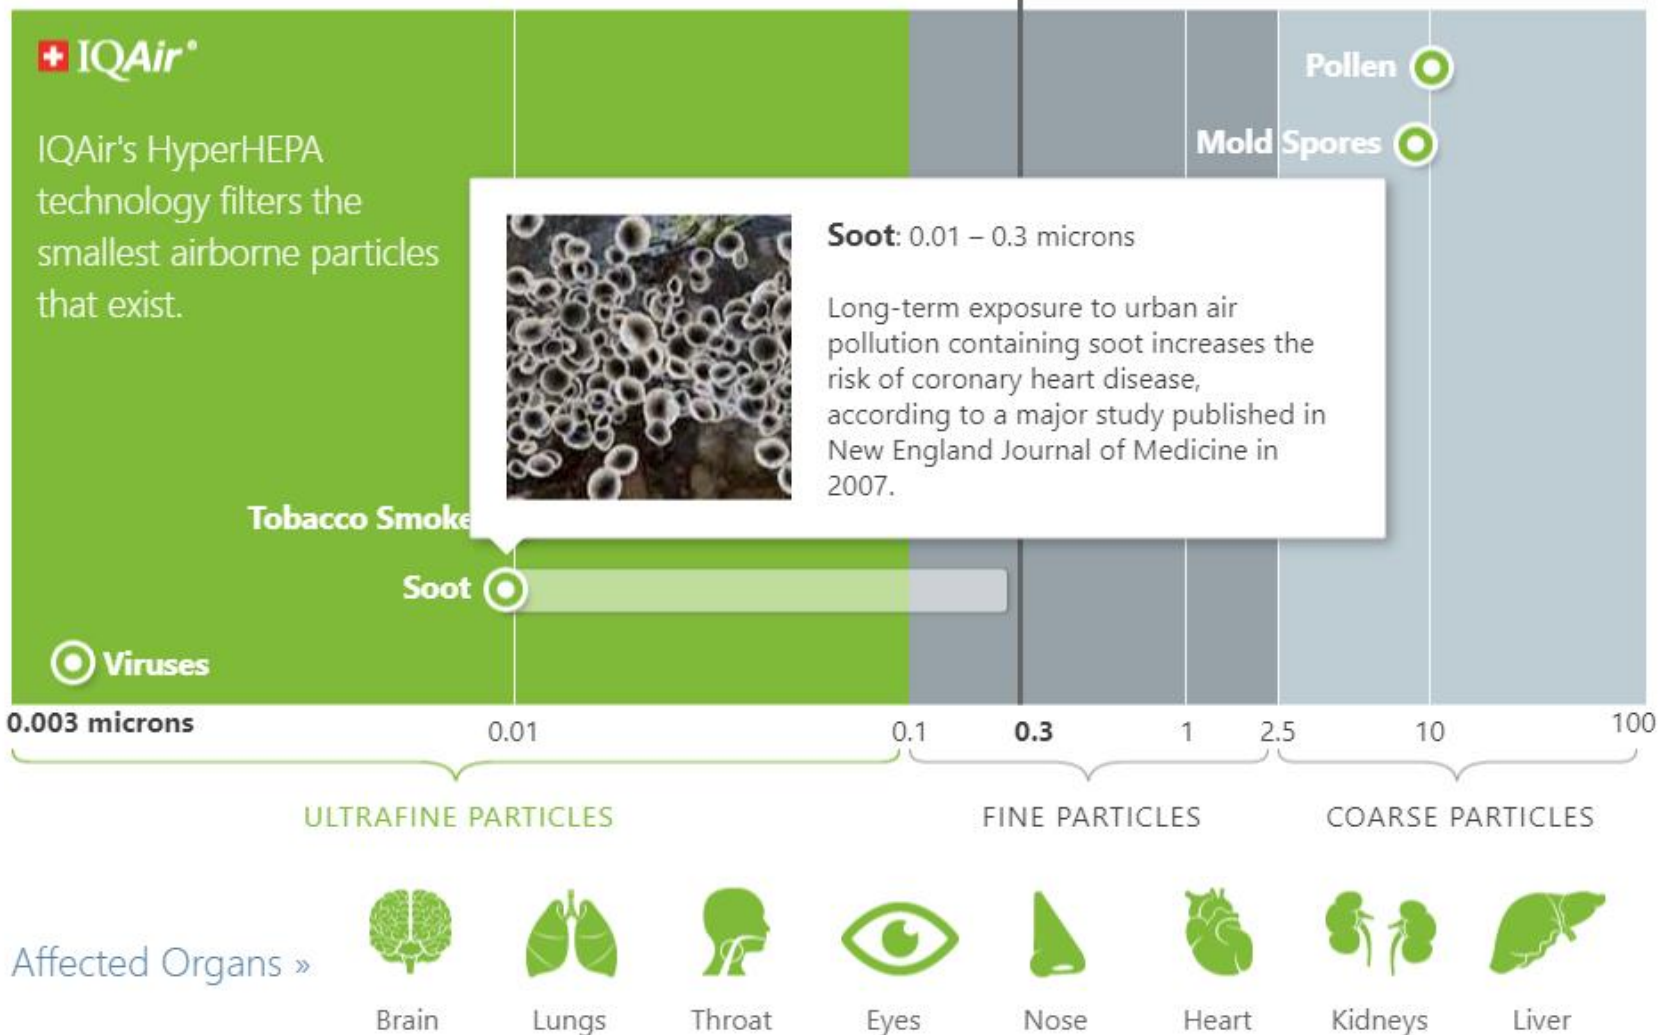 IQAir®
IQAir's HyperHEPA
technology filters the
smallest airborne particles
that exist.
Pollen
Mold Spores
Soot: 0.01 – 0.3 microns
Long-term exposure to urban air
pollution containing soot increases the
risk of coronary heart disease,
according to a major study published in
New England Journal of Medicine in
2007.
Tobacco Smoke
Soot
Viruses
0.003 microns 0.01 0.1 0.3 1 2.5 10 100
ULTRAFINE PARTICLES FINE PARTICLES COARSE PARTICLES
Affected Organs »
Brain Lungs Throat Eyes Nose Heart Kidneys Liver